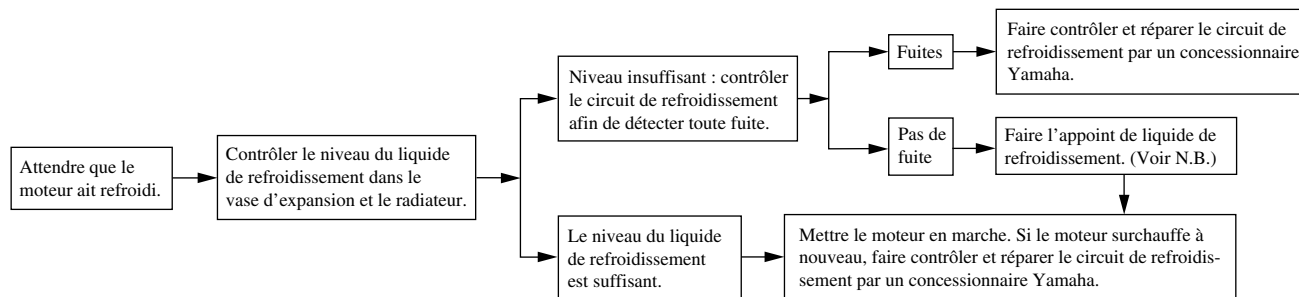 Attendre que le
moteur ait refroidi.
Contrôler le niveau du liquide
de refroidissement dans le
vase d’expansion et le radiateur.
Niveau insuffisant : contrôler
le circuit de refroidissement
afin de détecter toute fuite.
Fuites
Faire contrôler et réparer le circuit de
refroidissement par un concessionnaire
Yamaha.
Pas de
fuite
Faire l’appoint de liquide de
refroidissement. (Voir N.B.)
Le niveau du liquide
de refroidissement
est suffisant.
Mettre le moteur en marche. Si le moteur surchauffe à
nouveau, faire contrôler et réparer le circuit de refroidis-
sement par un concessionnaire Yamaha.